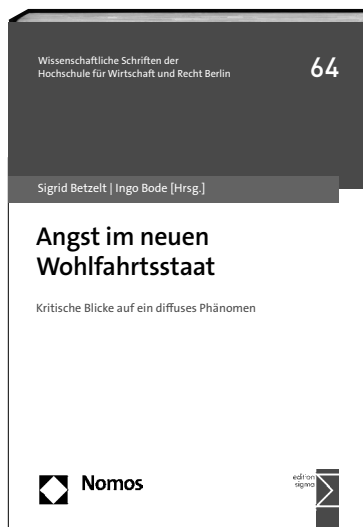 Wissenschaftliche Schriften der
Hochschule für Wirtschaft und Recht Berlin
64
Sigrid Betzelt | Ingo Bode [Hrsg.]
Angst im neuen
Wohlfahrtsstaat
Kritische Blicke auf ein diffuses Phänomen
Nomos
edition
sigma